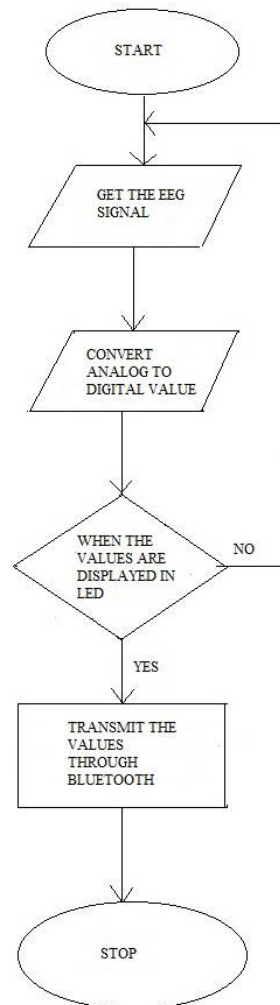 START
GET THE EEG
SIGNAL
CONVERT
ANALOG TO
DIGITAL VALUE
WHEN THE
VALUES ARE
DISPLAYED IN
LED
NO
YES
TRANSMIT THE
VALUES
THROUGH
BLUETOOTH
STOP